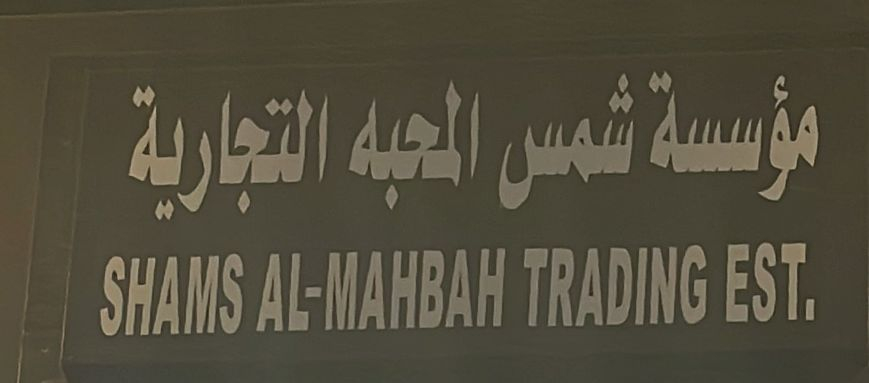 مؤسسة شمس المحبه التجارية
SHAMS AL-MAHBAH TRADING EST.